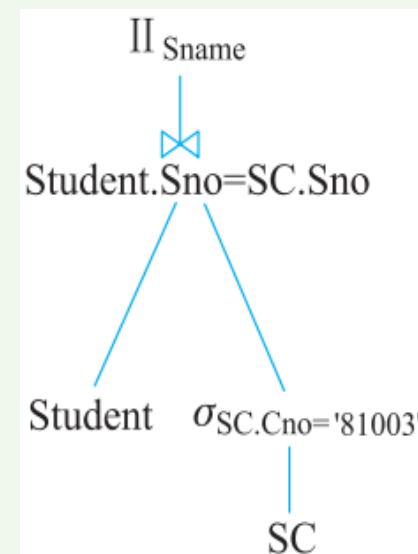 Π Sname
⋈
Student.Sno=SC.Sno
Student σSC.Cno='81003'
SC